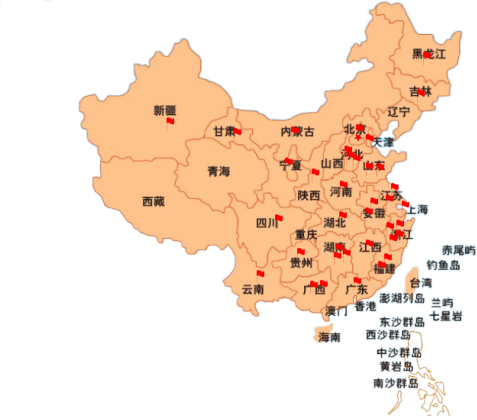 黑龙江
吉林
辽宁
新疆
甘肃
内蒙古
北京
天津
河北
宁夏
山西
山东
青海
西藏
陕西
河南
江苏
上海
安徽
四川
湖北
重庆
浙江
湖南
江西
贵州
福建
云南
广西
广东
台湾
赤尾屿
钓鱼岛
澎湖列岛
兰屿
七星岩
香港
澳门
海南
东沙群岛
西沙群岛
中沙群岛
黄岩岛
南沙群岛